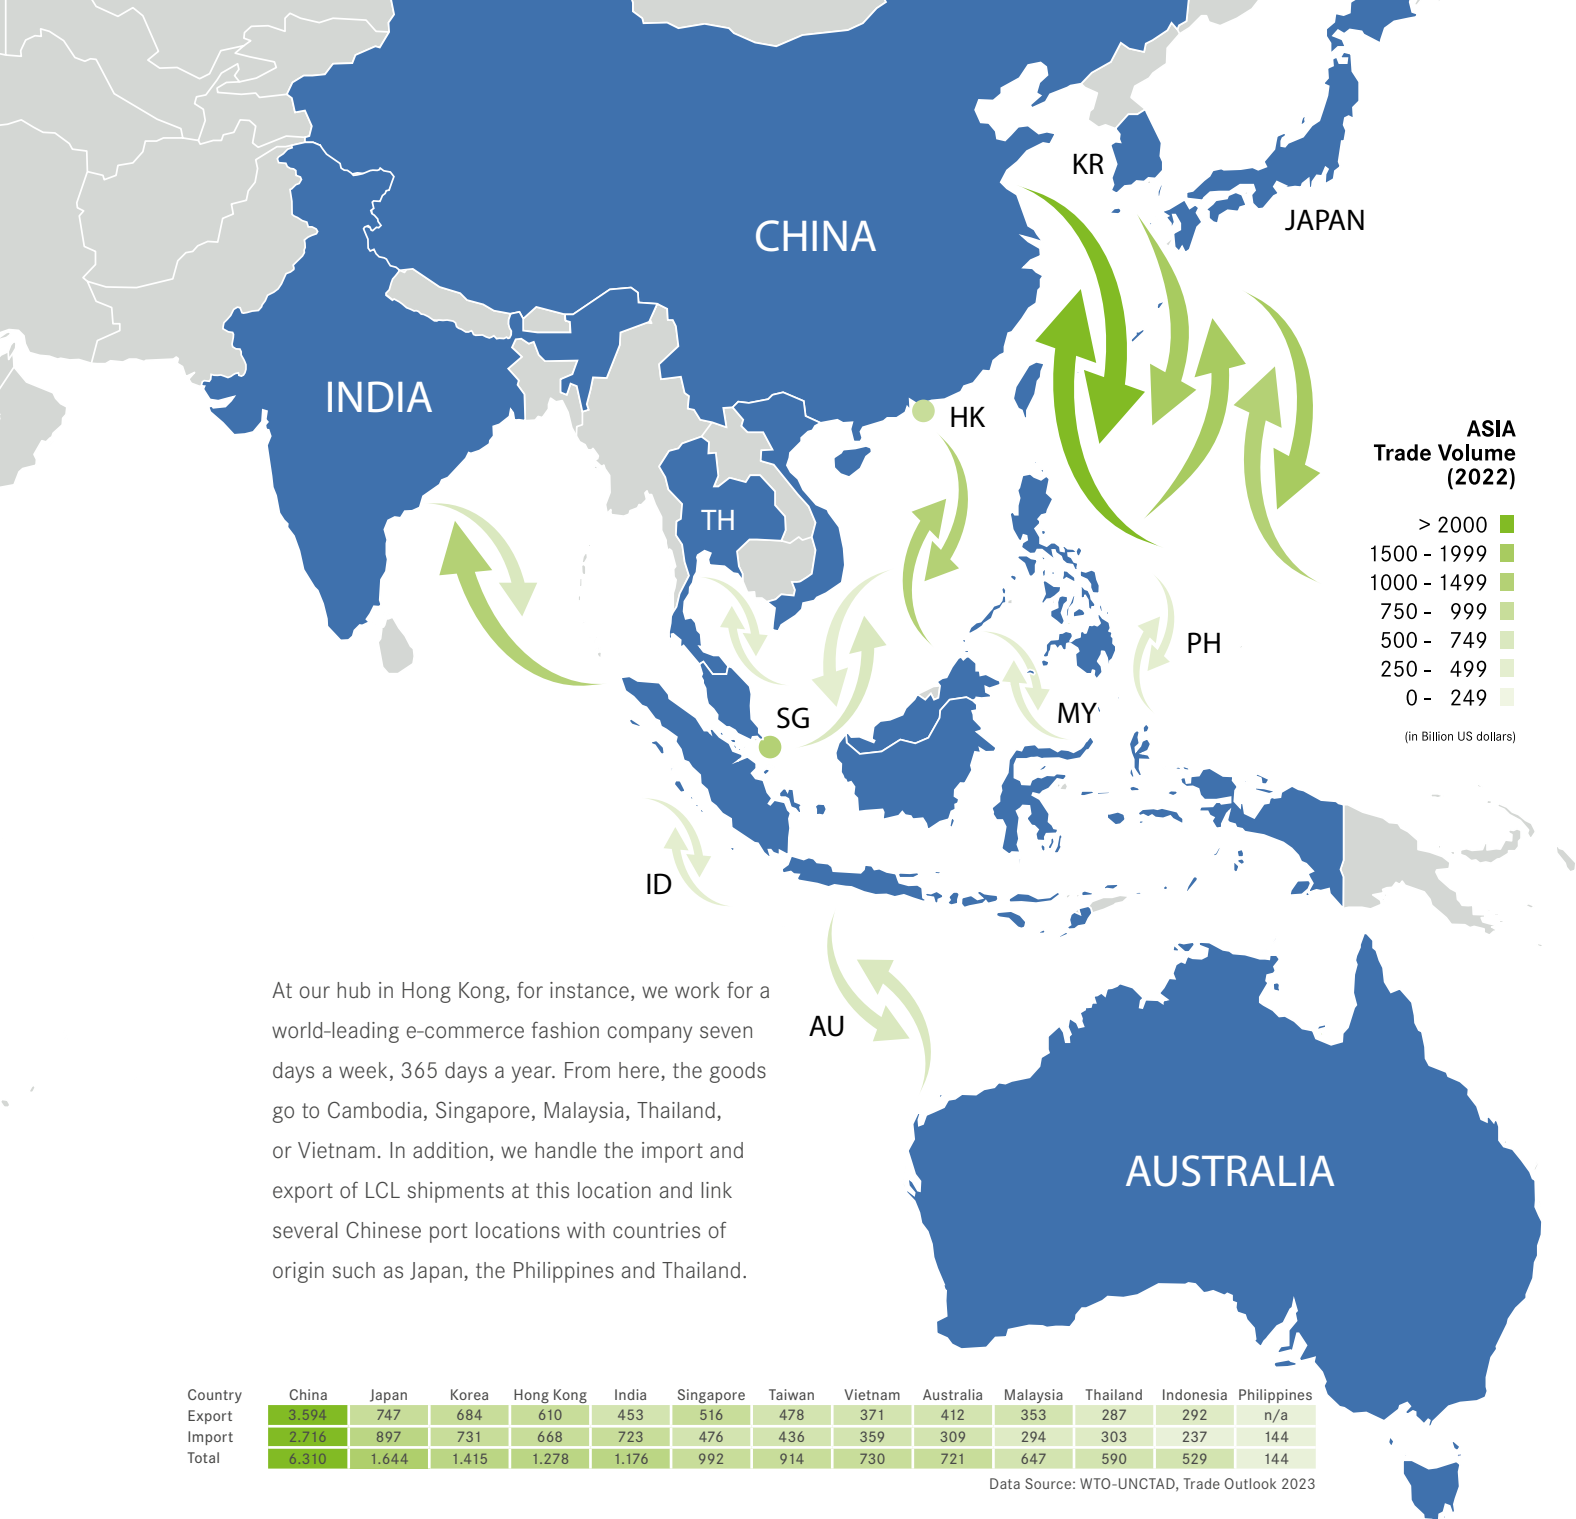 KR
JAPAN
CHINA
INDIA
HK
TH
ASIA
Trade Volume
(2022)
> 2000
1500 - 1999
1000 - 1499
750 - 999
500 - 749
250 - 499
0 - 249
(in Billion US dollars)
PH
SG
MY
ID
AU
AUSTRALIA
At our hub in Hong Kong, for instance, we work for a
world-leading e-commerce fashion company seven
days a week, 365 days a year. From here, the goods
go to Cambodia, Singapore, Malaysia, Thailand,
or Vietnam. In addition, we handle the import and
export of LCL shipments at this location and link
several Chinese port locations with countries of
origin such as Japan, the Philippines and Thailand.
Country China Japan Korea Hong Kong India Singapore Taiwan Vietnam Australia Malaysia Thailand Indonesia Philippines
Export 3.594 747 684 610 453 516 478 371 412 353 287 292 n/a
Import 2.716 897 731 668 723 476 436 359 309 294 303 237 144
Total 6.310 1.644 1.415 1.278 1.176 992 914 730 721 647 590 529 144
Data Source: WTO-UNCTAD, Trade Outlook 2023